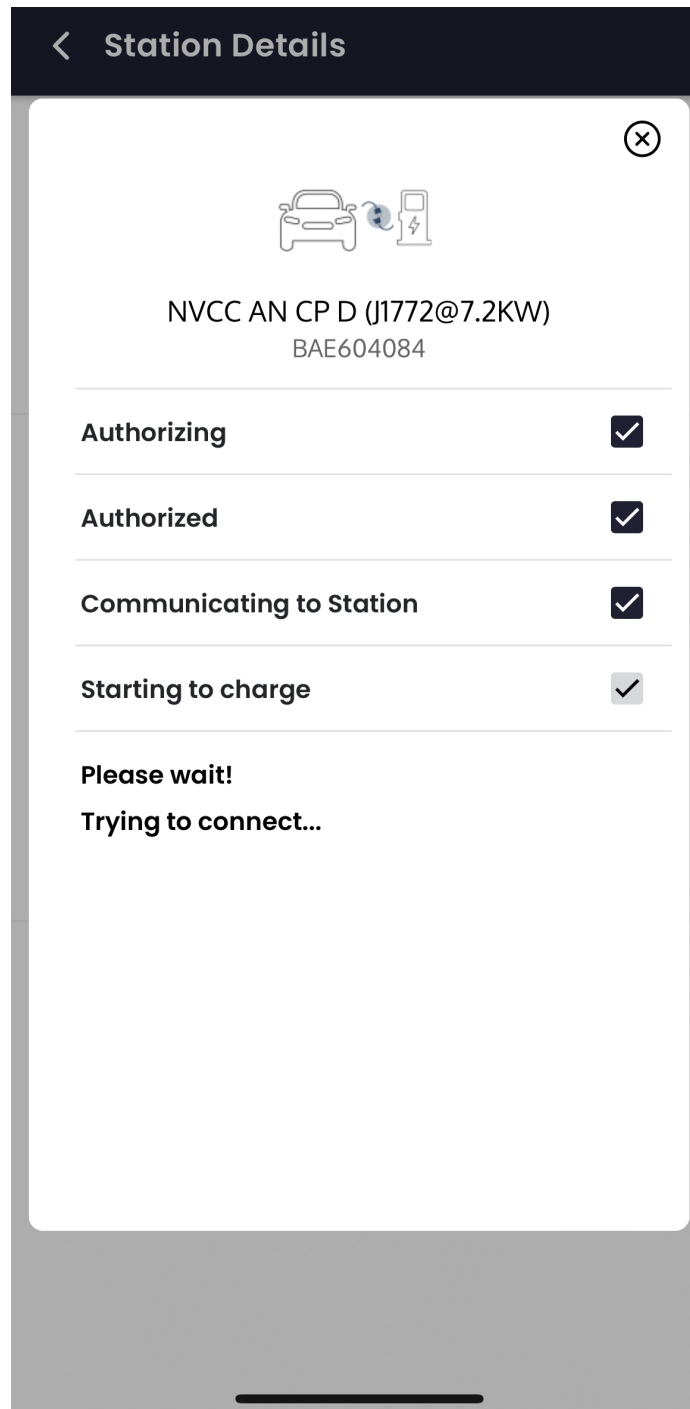 Station Details
NVCC AN CP D (J1772@7.2KW)
BAE604084
Authorizing
Authorized
Communicating to Station
Starting to charge
Please wait!
Trying to connect...